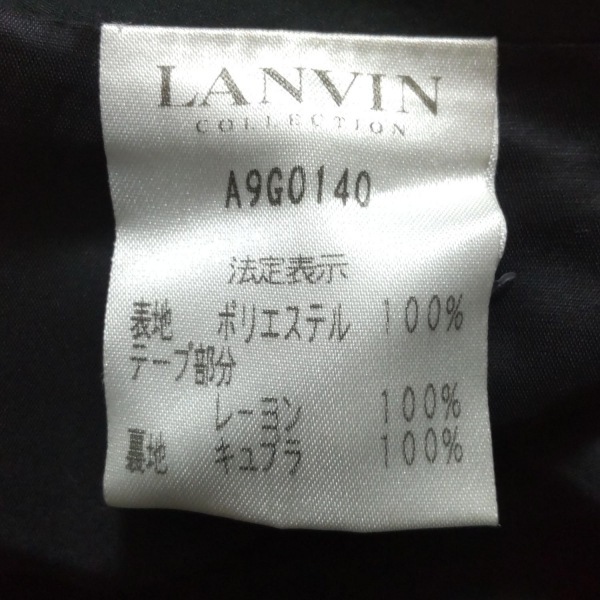 LANVIN
COLLECTION
A9G0140
法定表示
表地 ポリエステル 100%
テープ部分
レーヨン 100%
裏地 キュプラ 100%